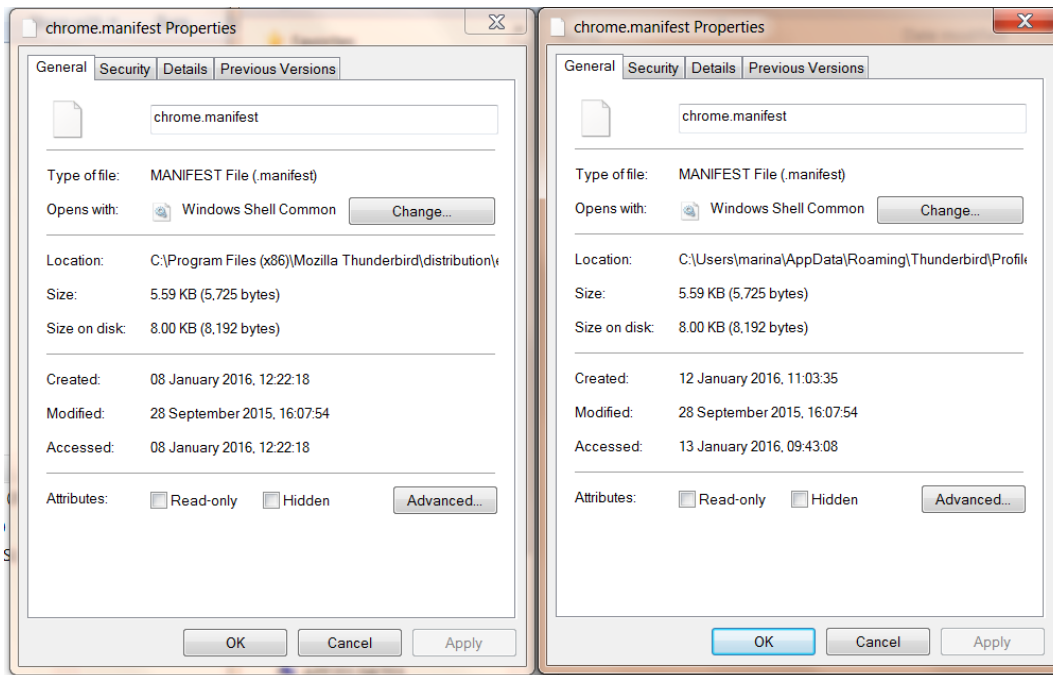 chrome.manifest Properties
General Security Details Previous Versions
chrome.manifest
Type of file: MANIFEST File (.manifest)
Opens with: Windows Shell Common Change...
Location: C:\Program Files (x86)\Mozilla Thunderbird\distribution\e
Size: 5.59 KB (5,725 bytes)
Size on disk: 8.00 KB (8,192 bytes)
Created: 08 January 2016, 12:22:18
Modified: 28 September 2015, 16:07:54
Accessed: 08 January 2016, 12:22:18
Attributes: Read-only Hidden Advanced...
OK Cancel Apply
chrome.manifest Properties
General Security Details Previous Versions
chrome.manifest
Type of file: MANIFEST File (.manifest)
Opens with: Windows Shell Common Change...
Location: C:\Users\marina\AppData\Roaming\Thunderbird\Profile
Size: 5.59 KB (5,725 bytes)
Size on disk: 8.00 KB (8,192 bytes)
Created: 12 January 2016, 11:03:35
Modified: 28 September 2015, 16:07:54
Accessed: 13 January 2016, 09:43:08
Attributes: Read-only Hidden Advanced...
OK Cancel Apply